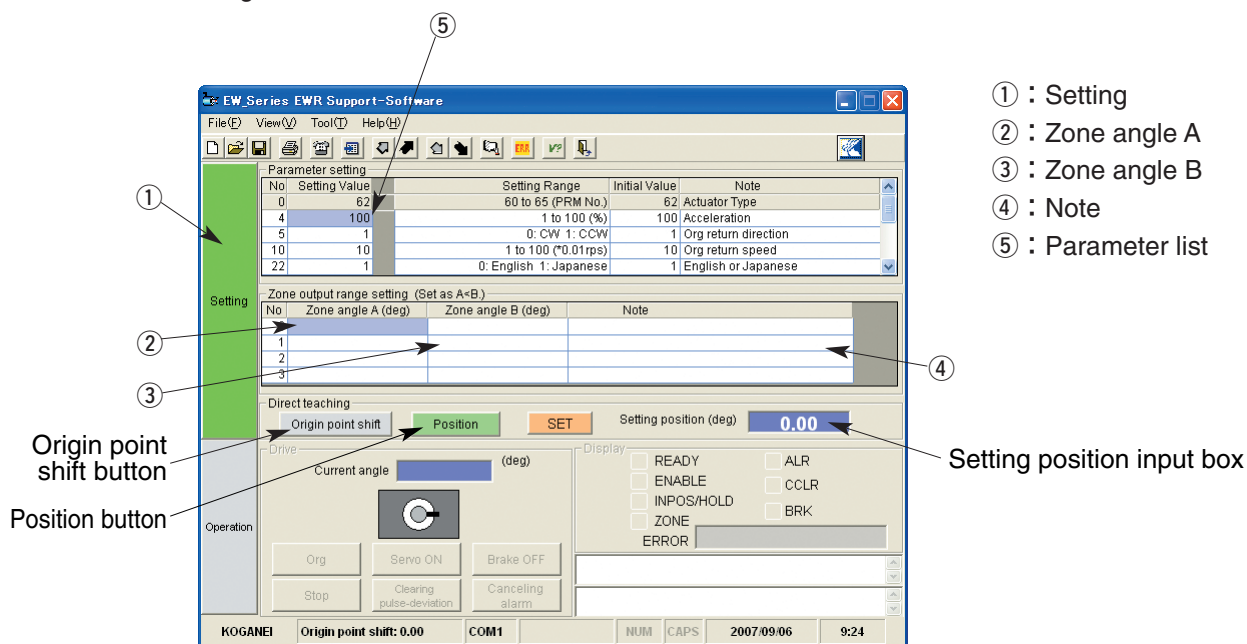 ⑤
EW_Series EWR Support-Software
File(F) View(V) Tool(T) Help(H)
ERR.
Parameter setting
No Setting Value Setting Range Initial Value Note
0 62 60 to 65 (PRM No.) 62 Actuator Type
4 100 1 to 100 (%) 100 Acceleration
5 1 0: CW 1: CCW 1 Org return direction
10 10 1 to 100 (*0.01rps) 10 Org return speed
22 1 0: English 1: Japanese 1 English or Japanese
①
Setting
Zone output range setting (Set as A<B.)
No Zone angle A (deg) Zone angle B (deg) Note
1
2
3
②
③
④
Direct teaching
Origin point shift Position SET Setting position (deg) 0.00
Origin point
shift button
Position button
Setting position input box
Operation
Drive
Current angle (deg)
Org Servo ON Brake OFF
Stop Clearing
pulse-deviation Canceling
alarm
Display
READY ALR
ENABLE CCLR
INPOS/HOLD BRK
ZONE
ERROR
KOGANEI Origin point shift: 0.00 COM1 NUM CAPS 2007/09/06 9:24
①：Setting
②：Zone angle A
③：Zone angle B
④：Note
⑤：Parameter list